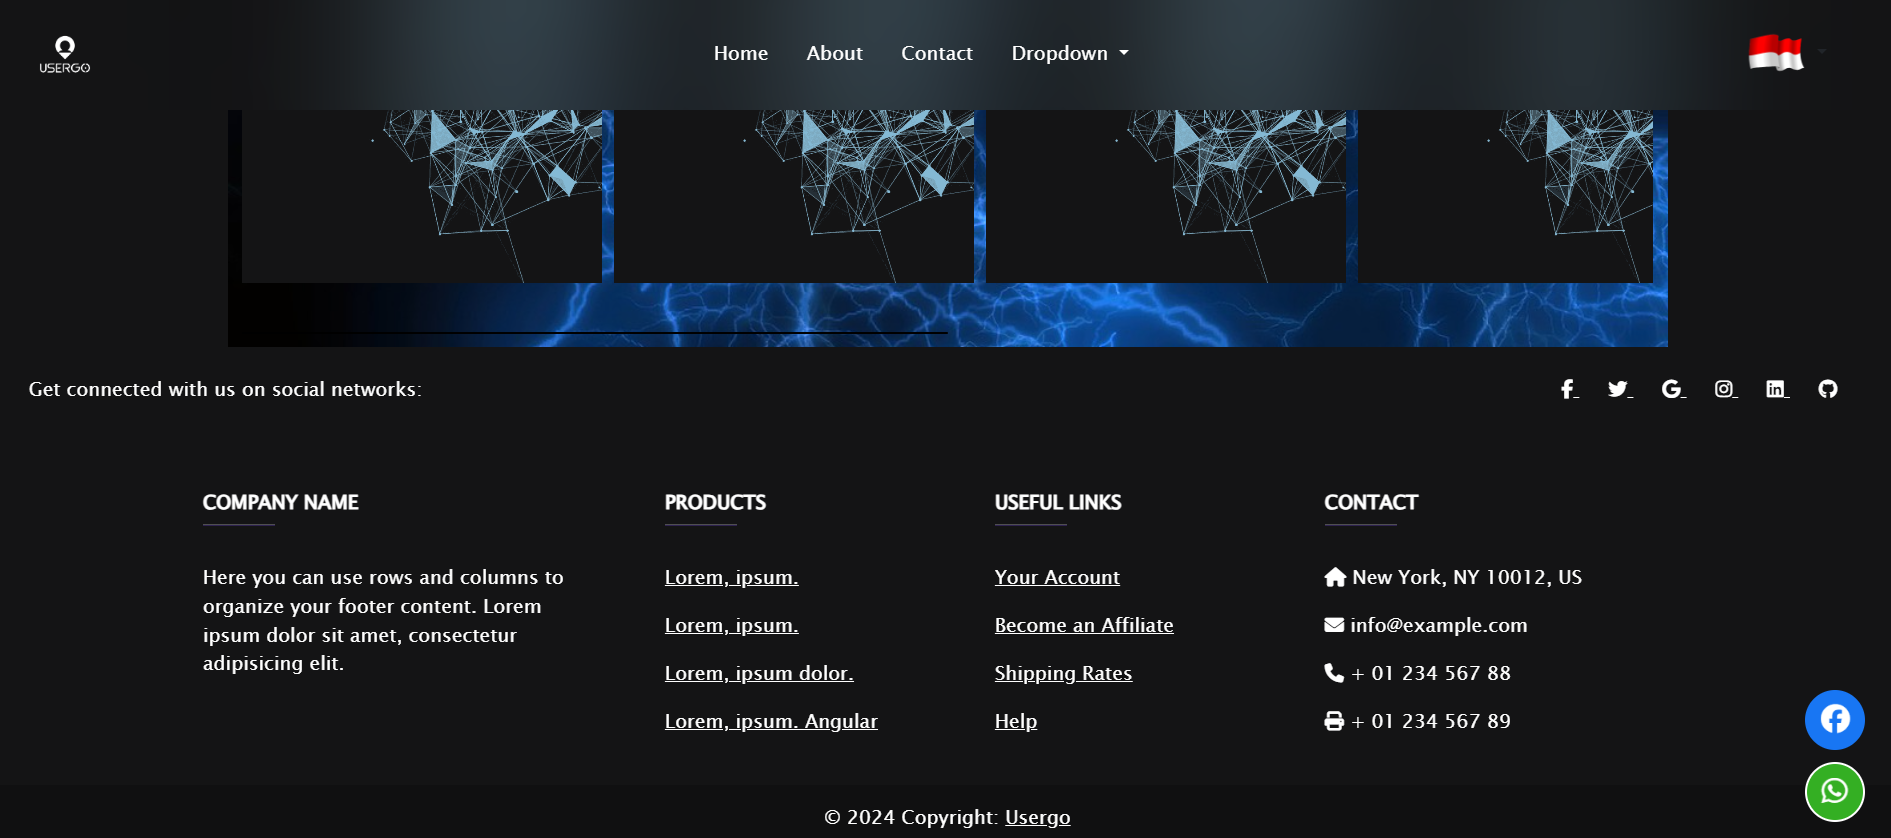 USERGO
Home About Contact Dropdown
Get connected with us on social networks:
COMPANY NAME
Here you can use rows and columns to
organize your footer content. Lorem
ipsum dolor sit amet, consectetur
adipisicing elit.
PRODUCTS
Lorem, ipsum.
Lorem, ipsum.
Lorem, ipsum dolor.
Lorem, ipsum. Angular
USEFUL LINKS
Your Account
Become an Affiliate
Shipping Rates
Help
CONTACT
New York, NY 10012, US
info@example.com
+ 01 234 567 88
+ 01 234 567 89
© 2024 Copyright: Usergo